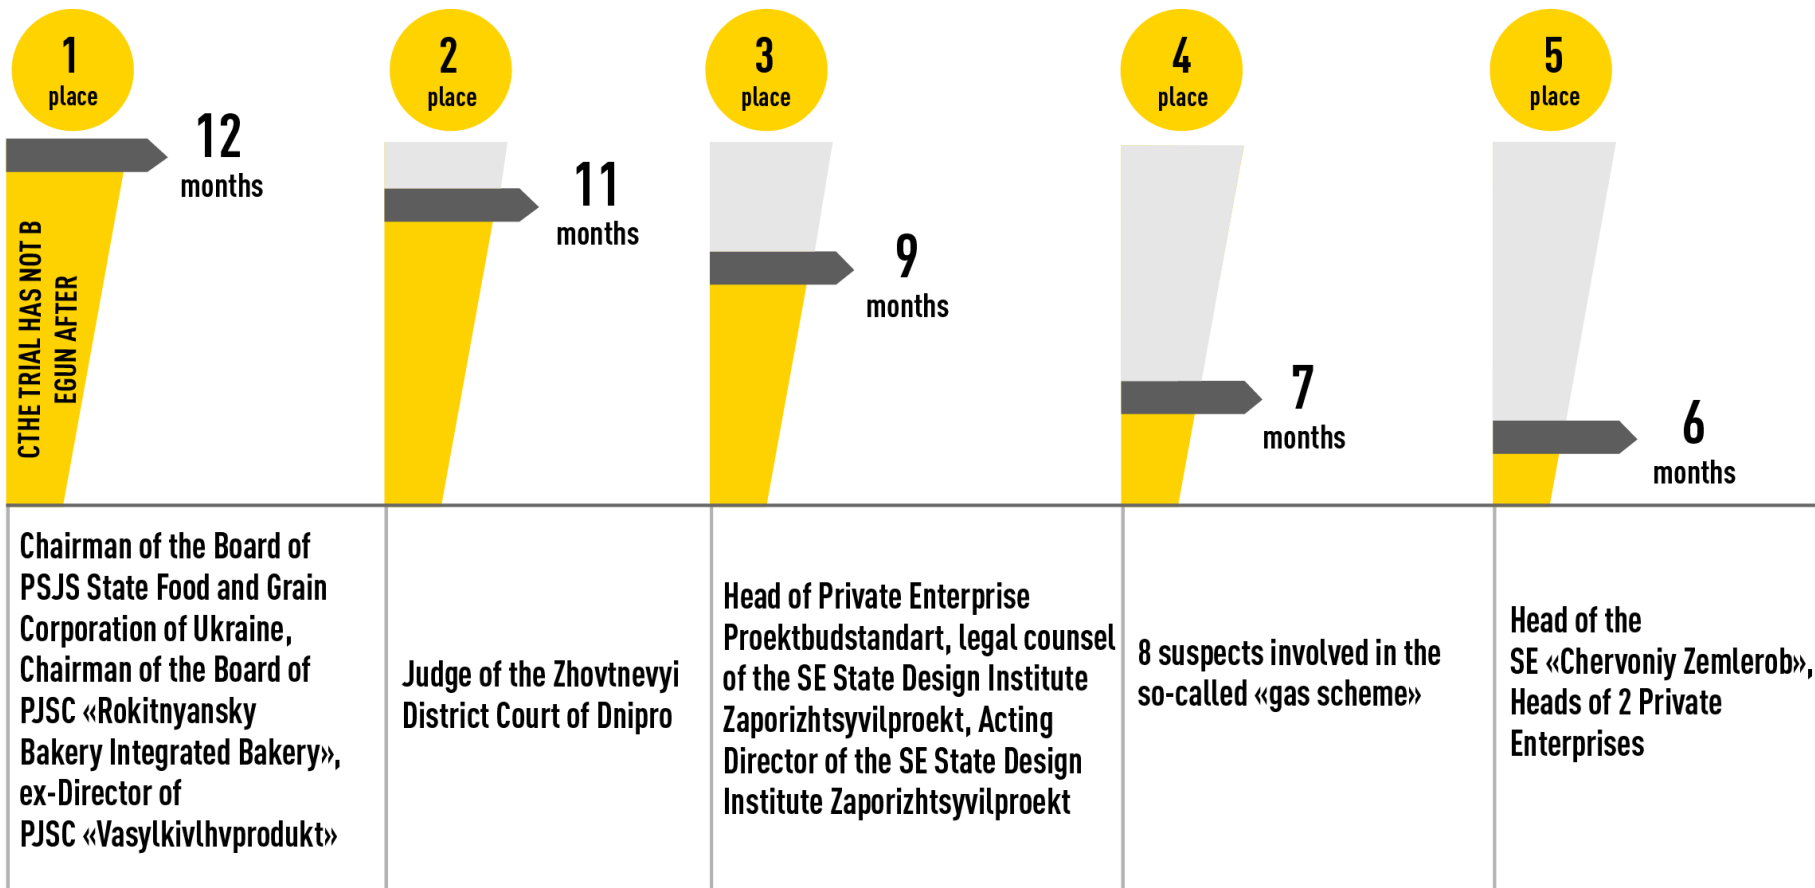 1
place
12
months
CTHE TRIAL HAS NOT B
EGUN AFTER
Chairman of the Board of
PSJS State Food and Grain
Corporation of Ukraine,
Chairman of the Board of
PJSC «Rokitnyansky
Bakery Integrated Bakery»,
ex-Director of
PJSC «Vasylkivlhvprodukt»
2
place
11
months
Judge of the Zhovtnevyi
District Court of Dnipro
3
place
9
months
Head of Private Enterprise
Proektbudstandart, legal counsel
of the SE State Design Institute
Zaporizhtsyvilproekt, Acting
Director of the SE State Design
Institute Zaporizhtsyvilproekt
4
place
7
months
8 suspects involved in the
so-called «gas scheme»
5
place
6
months
Head of the
SE «Chervoniy Zemlerob»,
Heads of 2 Private
Enterprises